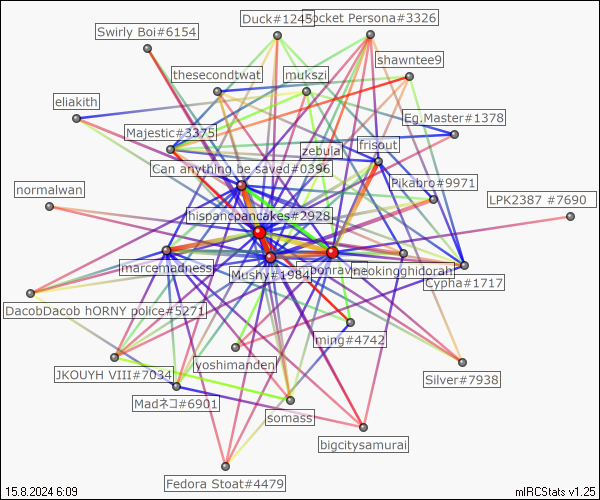 Duck#1245
ocket Persona#3326
Swirly Boi#6154
shawntee9
thesecondtwat
mukszi
eliakith
Eg.Master#1378
Majestic#3375
frisout
zebula
Can anything be saved#0396
Pikabro#9971
normalwan
LPK2387 #7690
hispancpancakes#2928
marcemadness
Mushy#1984
neokingghidorah
Cypha#1717
DacobDacob hORNY police#5271
ming#4742
yoshimanden
JKOUYH VIII#7034
Silver#7938
Madネコ#6901
somass
bigcitysamurai
Fedora Stoat#4479
15.8.2024 6:09
mIRCStats v1.25